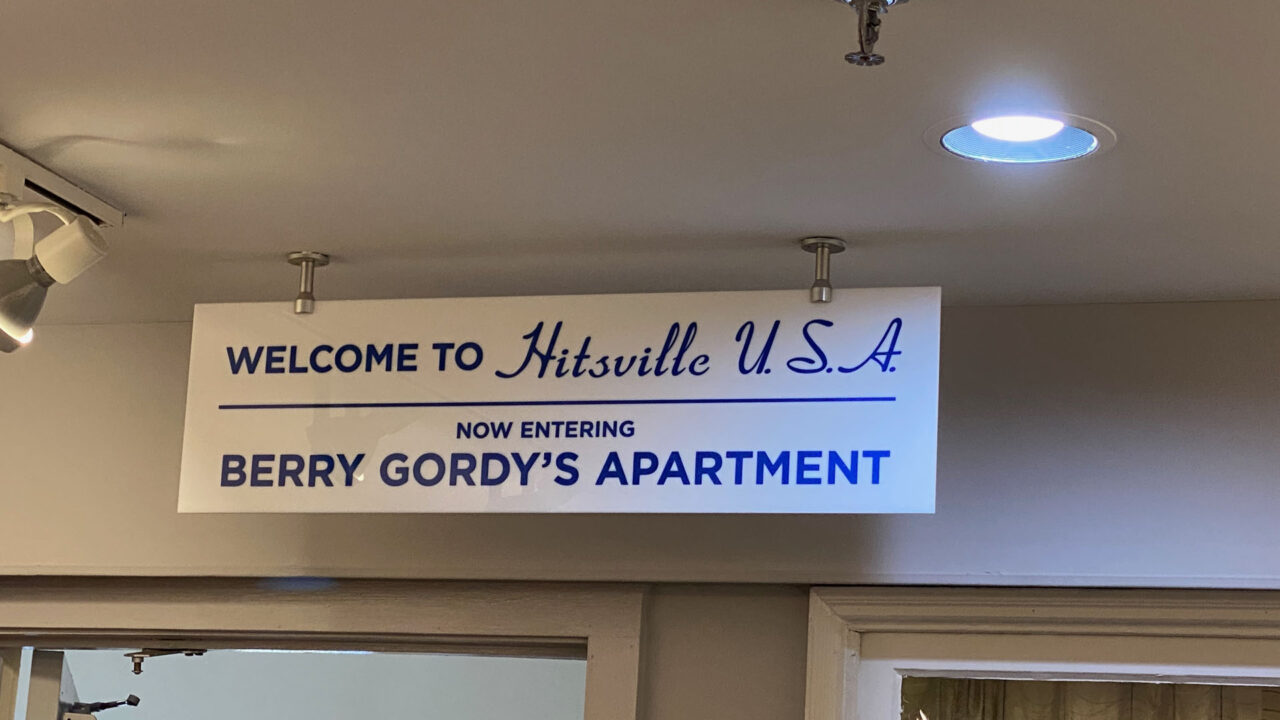 WELCOME TO Hitsville U.S.A.
NOW ENTERING
BERRY GORDY'S APARTMENT